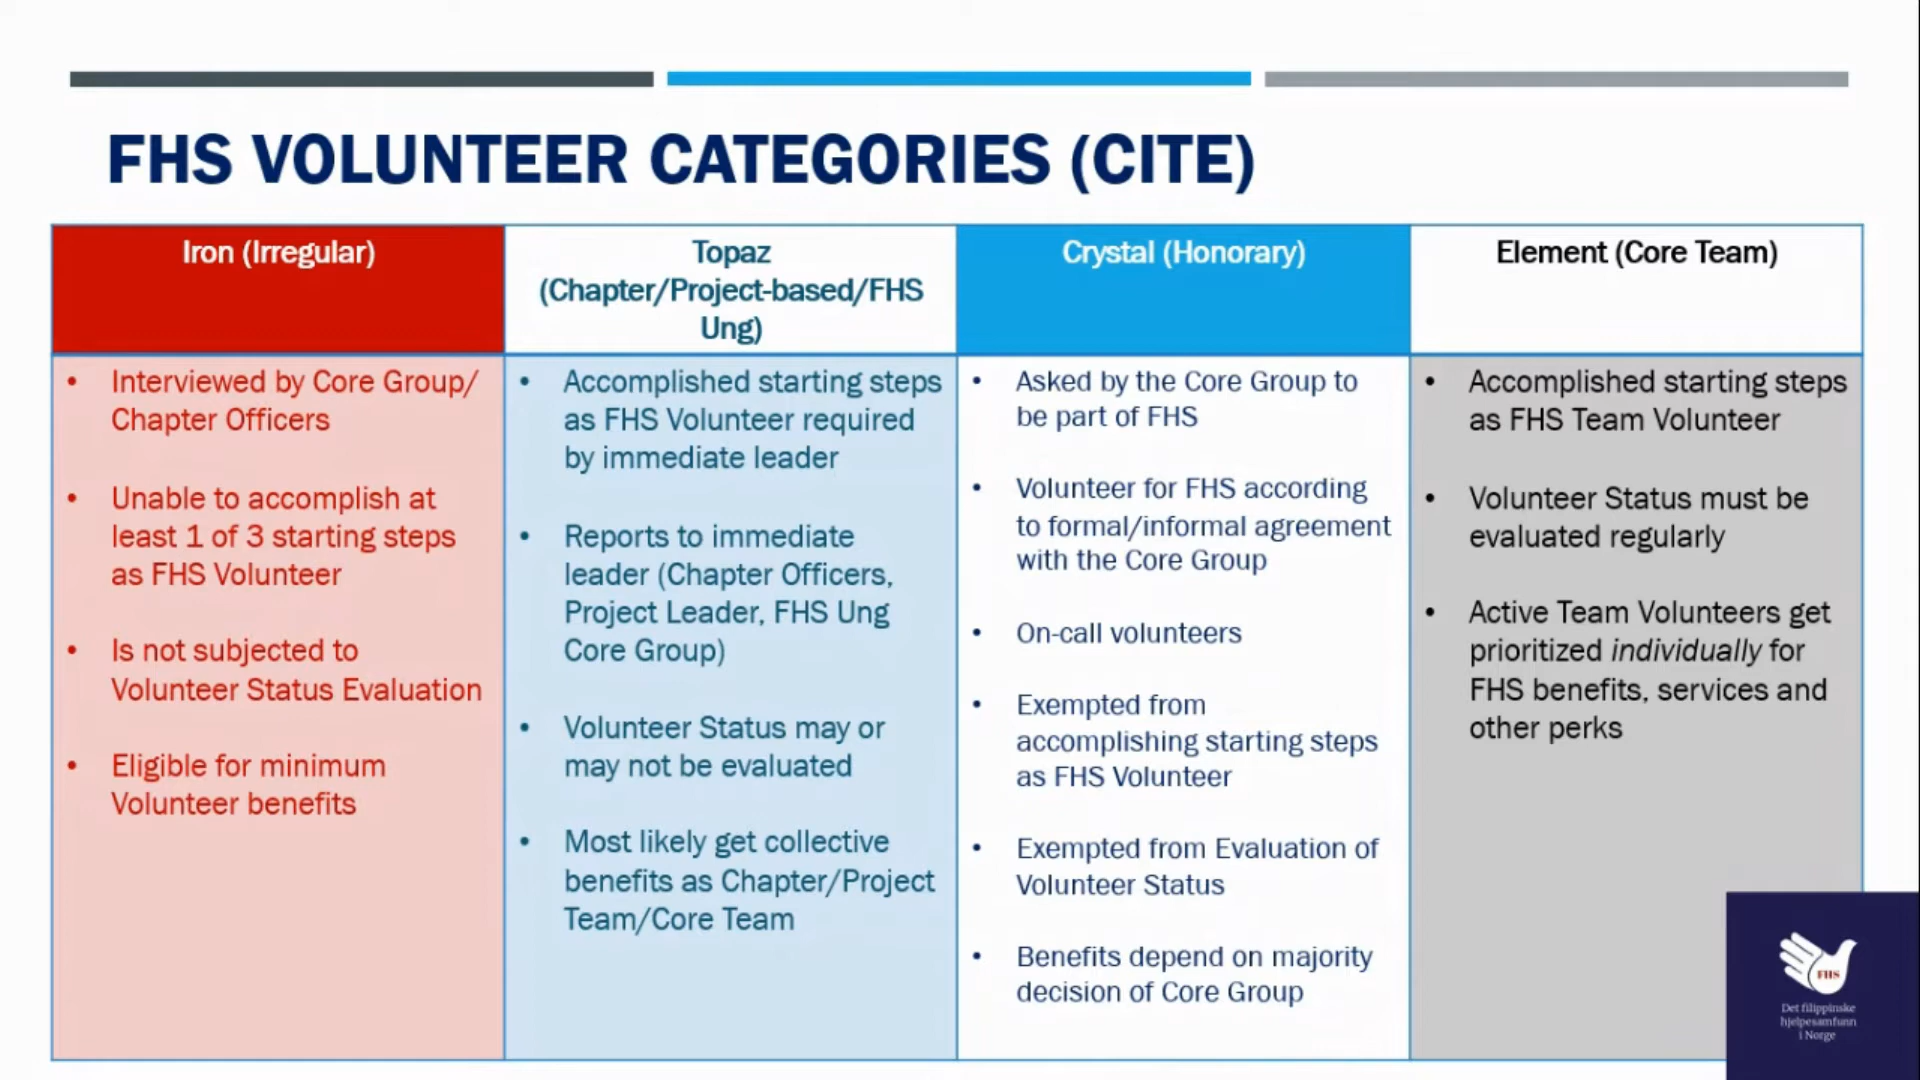 FHS VOLUNTEER CATEGORIES (CITE)
Iron (Irregular)
• Interviewed by Core Group/
Chapter Officers
• Unable to accomplish at
least 1 of 3 starting steps
as FHS Volunteer
• Is not subjected to
Volunteer Status Evaluation
• Eligible for minimum
Volunteer benefits
Topaz
(Chapter/Project-based/FHS
Ung)
• Accomplished starting steps
as FHS Volunteer required
by immediate leader
• Reports to immediate
leader (Chapter Officers,
Project Leader, FHS Ung
Core Group)
• Volunteer Status may or
may not be evaluated
• Most likely get collective
benefits as Chapter/Project
Team/Core Team
Crystal (Honorary)
• Asked by the Core Group to
be part of FHS
• Volunteer for FHS according
to formal/informal agreement
with the Core Group
• On-call volunteers
• Exempted from
accomplishing starting steps
as FHS Volunteer
• Exempted from Evaluation of
Volunteer Status
• Benefits depend on majority
decision of Core Group
Element (Core Team)
• Accomplished starting steps
as FHS Team Volunteer
• Volunteer Status must be
evaluated regularly
• Active Team Volunteers get
prioritized individually for
FHS benefits, services and
other perks
FHS
Det filippinske
hjelpesamfunn
i Norge